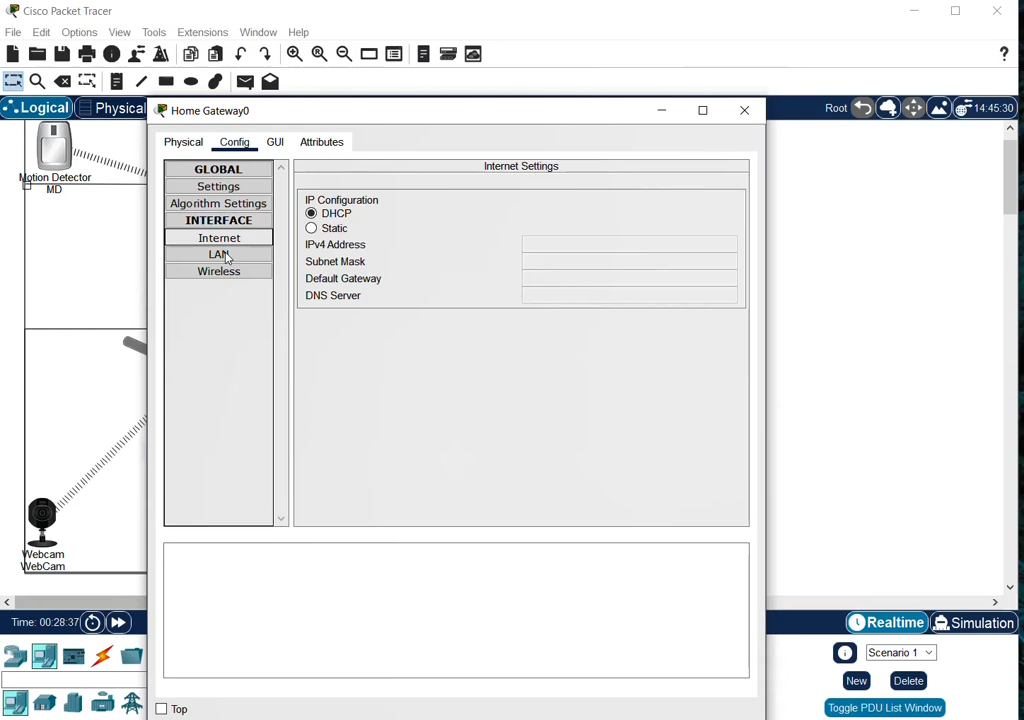 Cisco Packet Tracer
File Edit Options View Tools Extensions Window Help
?
Logical Physical Root 14:45:30
Home Gateway0
Physical Config GUI Attributes
GLOBAL
Settings
Algorithm Settings
INTERFACE
Internet
LAN
Wireless
Internet Settings
IP Configuration
DHCP
Static
IPv4 Address
Subnet Mask
Default Gateway
DNS Server
Motion Detector
MD
Webcam
WebCam
Top
Time: 00:28:37
Realtime Simulation
Scenario 1
New Delete
Toggle PDU List Window